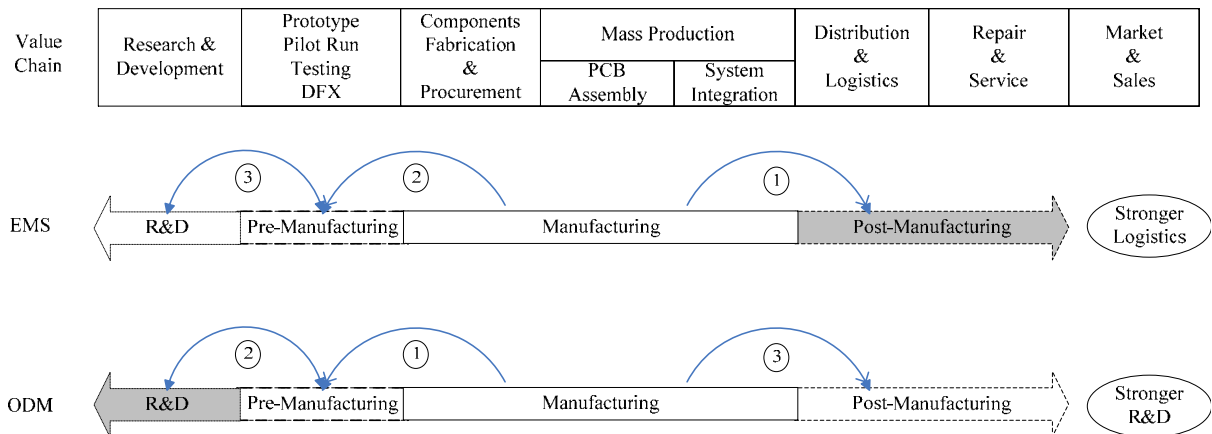 Value
Chain
Research &
Development
Prototype
Pilot Run
Testing
DFX
Components
Fabrication
&
Procurement
Mass Production
PCB
Assembly
System
Integration
Distribution
&
Logistics
Repair
&
Service
Market
&
Sales
3
2
1
EMS
R&D
Pre-Manufacturing
Manufacturing
Post-Manufacturing
Stronger
Logistics
2
1
3
ODM
R&D
Pre-Manufacturing
Manufacturing
Post-Manufacturing
Stronger
R&D